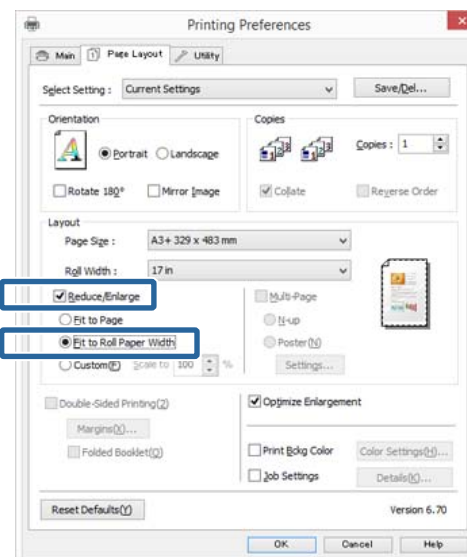 Printing Preferences
Main Page Layout Utility
Select Setting : Current Settings Save/Del...
Orientation Copies
Portrait Landscape Copies : 1
Rotate 180° Mirror Image Collate Reverse Order
Layout
Page Size : A3+ 329 x 483 mm
Roll Width : 17 in
Reduce/Enlarge Multi-Page
Fit to Page N-up
Fit to Roll Paper Width Poster(N)
Custom(F) Scale to 100 % Settings...
Double-Sided Printing(2) Optimize Enlargement
Margins(X)...
Folded Booklet(Q) Print Bckg Color Color Settings(H)...
Job Settings Details(K)...
Reset Defaults(Y) Version 6.70
OK Cancel Help